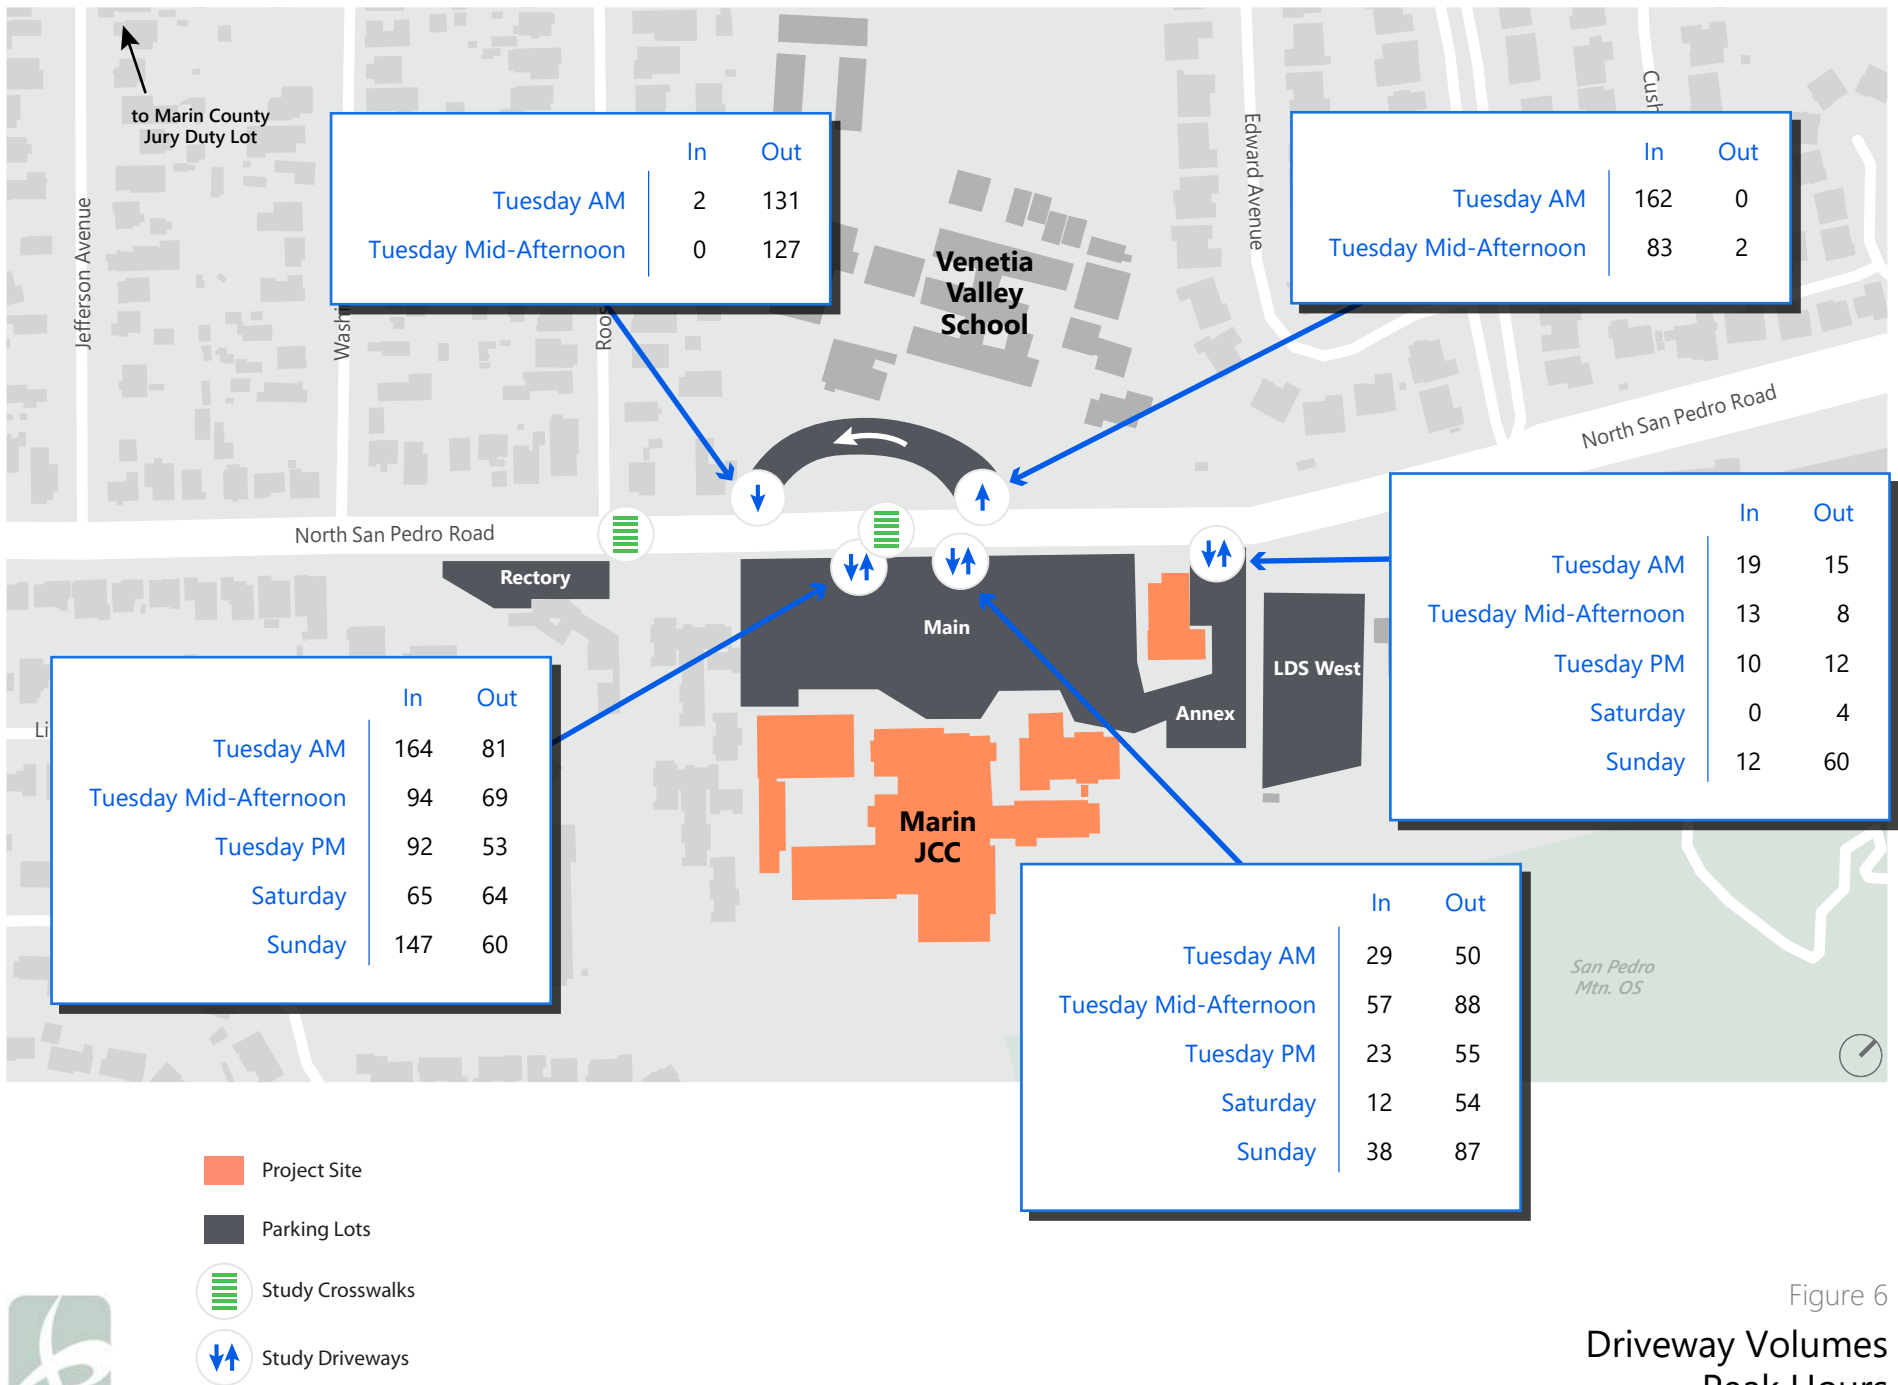 to Marin County
Jury Duty Lot
In Out
Tuesday AM 2 131
Tuesday Mid-Afternoon 0 127
In Out
Tuesday AM 162 0
Tuesday Mid-Afternoon 83 2
Jefferson Avenue
Edward Avenue
Venetia
Valley
School
North San Pedro Road
North San Pedro Road
In Out
Tuesday AM 19 15
Tuesday Mid-Afternoon 13 8
Tuesday PM 10 12
Saturday 0 4
Sunday 12 60
Rectory
Main
LDS West
Annex
In Out
Tuesday AM 164 81
Tuesday Mid-Afternoon 94 69
Tuesday PM 92 53
Saturday 65 64
Sunday 147 60
Marin
JCC
In Out
Tuesday AM 29 50
Tuesday Mid-Afternoon 57 88
Tuesday PM 23 55
Saturday 12 54
Sunday 38 87
San Pedro
Mtn. OS
Project Site
Parking Lots
Study Crosswalks
Study Driveways
Figure 6
Driveway Volumes
Peak Hours